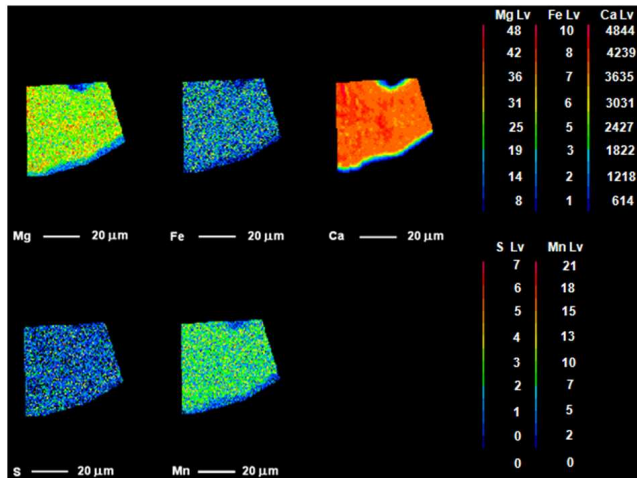 Mg Lv Fe Lv Ca Lv
48 10 4844
42 8 4239
36 7 3635
31 6 3031
25 5 2427
19 3 1822
14 2 1218
8 1 614
Mg 20 µm Fe 20 µm Ca 20 µm
S Lv Mn Lv
7 21
6 18
5 15
4 13
3 10
2 7
1 5
0 2
0 0
S 20 µm Mn 20 µm